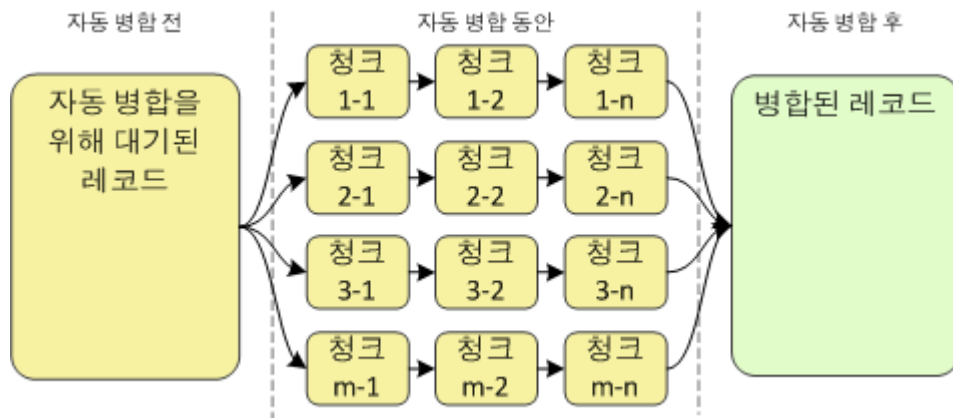 자동 병합 전
자동 병합 동안
자동 병합 후
자동 병합을
위해 대기된
레코드
청크
1-1
청크
1-2
청크
1-n
청크
2-1
청크
2-2
청크
2-n
청크
3-1
청크
3-2
청크
3-n
청크
m-1
청크
m-2
청크
m-n
병합된 레코드